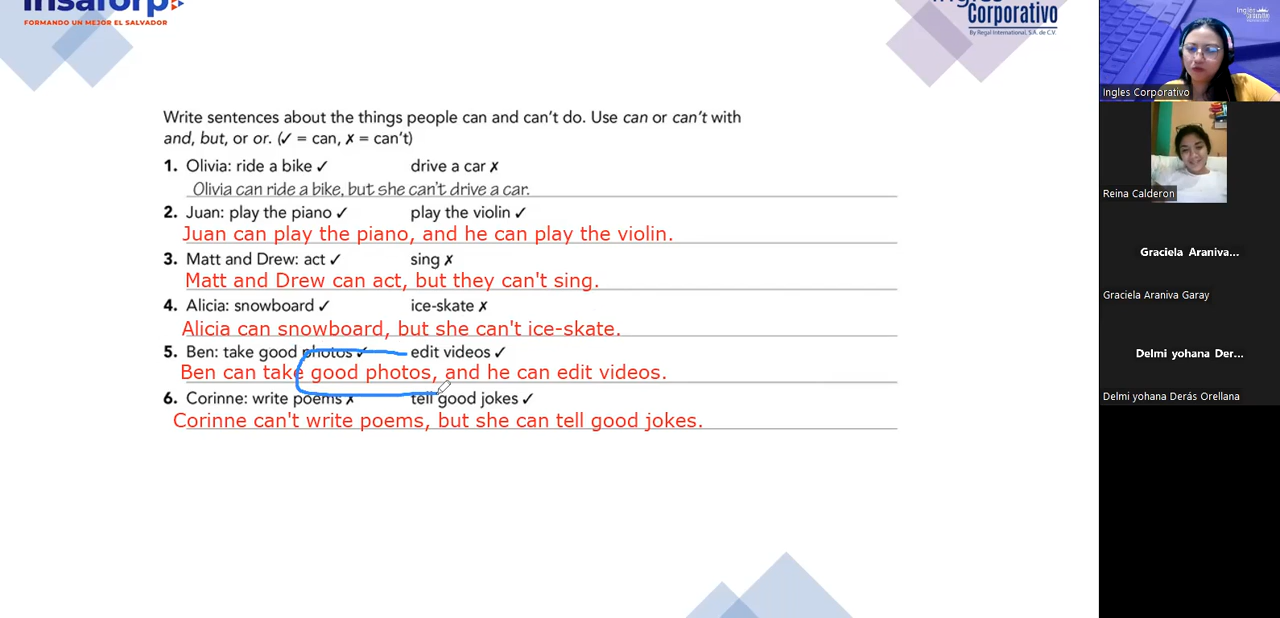 insaforp
FORMANDO UN MEJOR EL SALVADOR
Corporativo
By Regal International, S.A. de C.V.
Write sentences about the things people can and can't do. Use can or can't with
and, but, or or. (✓ = can, ✗ = can't)
1. Olivia: ride a bike ✓ drive a car ✗
Olivia can ride a bike, but she can't drive a car.
2. Juan: play the piano ✓ play the violin ✓
Juan can play the piano, and he can play the violin.
3. Matt and Drew: act ✓ sing ✗
Matt and Drew can act, but they can't sing.
4. Alicia: snowboard ✓ ice-skate ✗
Alicia can snowboard, but she can't ice-skate.
5. Ben: take good photos ✓ edit videos ✓
Ben can take good photos, and he can edit videos.
6. Corinne: write poems ✗ tell good jokes ✓
Corinne can't write poems, but she can tell good jokes.
Ingles Corporativo
Reina Calderon
Graciela Araniva...
Graciela Araniva Garay
Delmi yohana Der...
Delmi yohana Derás Orellana